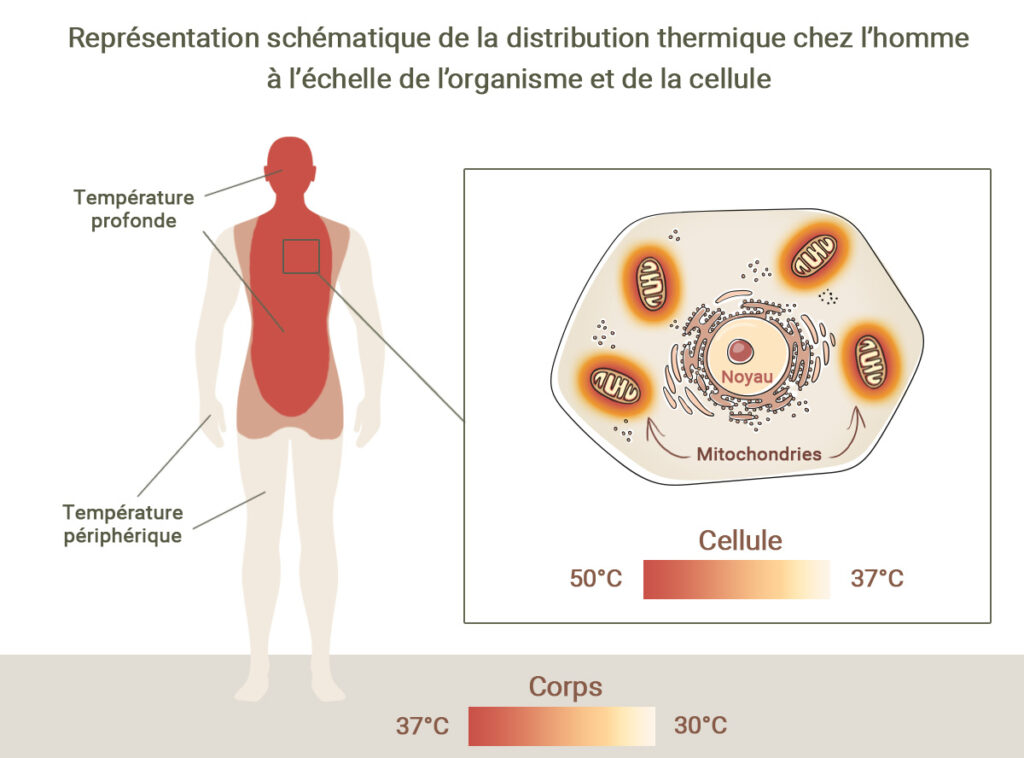 Représentation schématique de la distribution thermique chez l’homme
à l’échelle de l’organisme et de la cellule
Température
profonde
Température
périphérique
Noyau
Mitochondries
Cellule
50°C
37°C
Corps
37°C
30°C